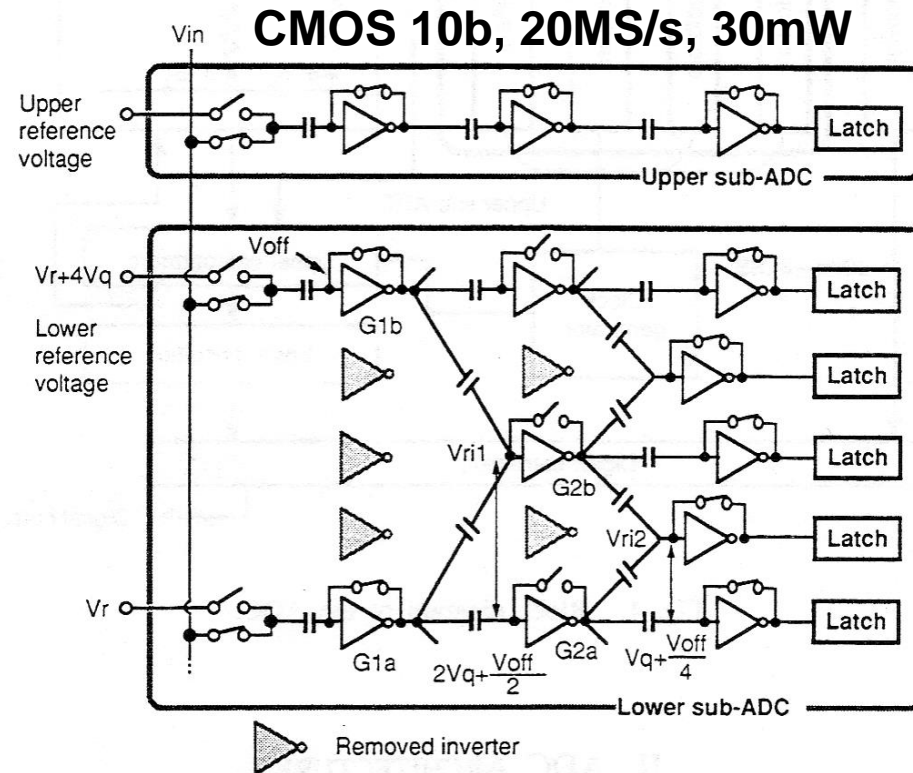 CMOS 10b, 20MS/s, 30mW
Vin
Upper
reference
voltage
Latch
Upper sub-ADC
Voff
Vr+4Vq
Latch
G1b
Lower
reference
voltage
Latch
Vri1
Latch
G2b
Vri2
Latch
Vr
Latch
G1a
2Vq+Voff/2
G2a
Vq+Voff/4
Lower sub-ADC
Removed inverter